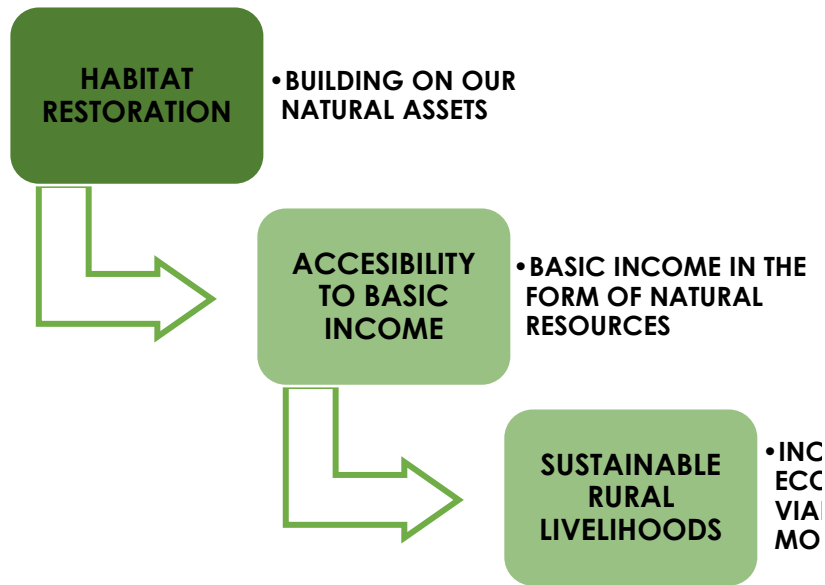 HABITAT
RESTORATION
•BUILDING ON OUR
NATURAL ASSETS
ACCESIBILITY
TO BASIC
INCOME
•BASIC INCOME IN THE
FORM OF NATURAL
RESOURCES
SUSTAINABLE
RURAL
LIVELIHOODS